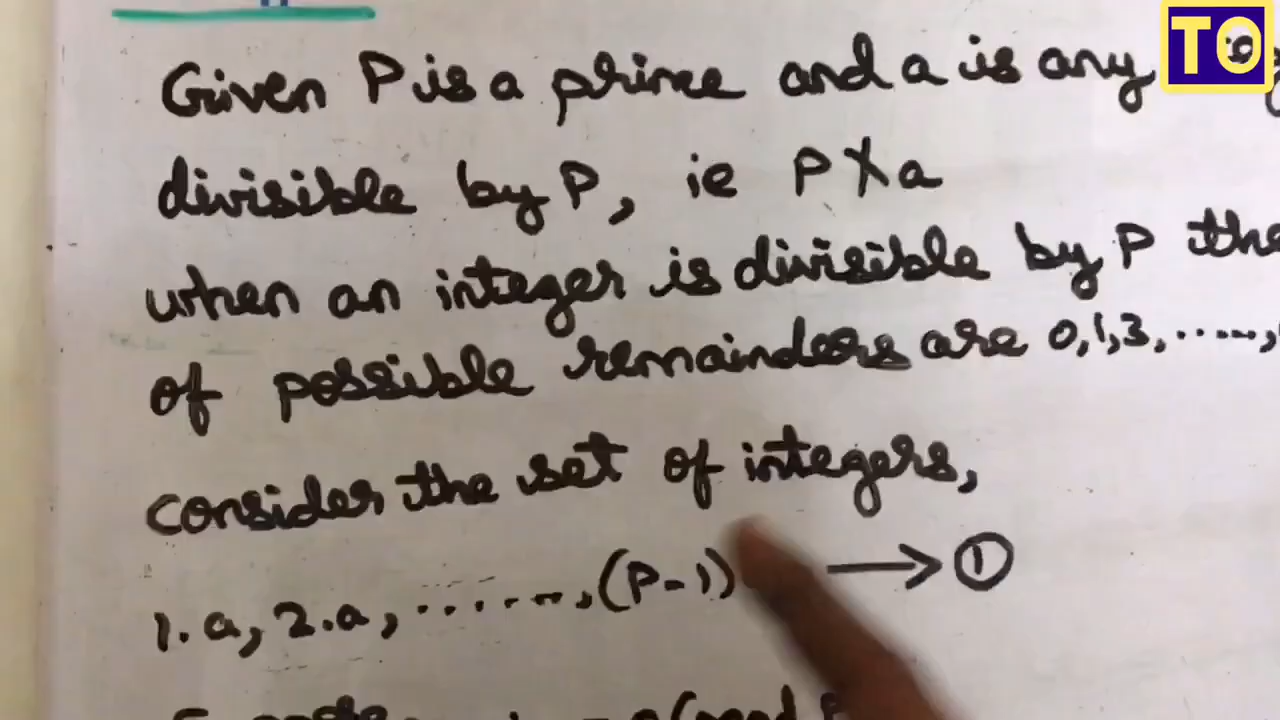 TO
Given P is a prime and a is any
divisible by P, ie P∤a
when an integer is divisible by P the
of possible remainders are 0,1,3,.....,
consider the set of integers,
1.a, 2.a, ........,(P-1) → ①